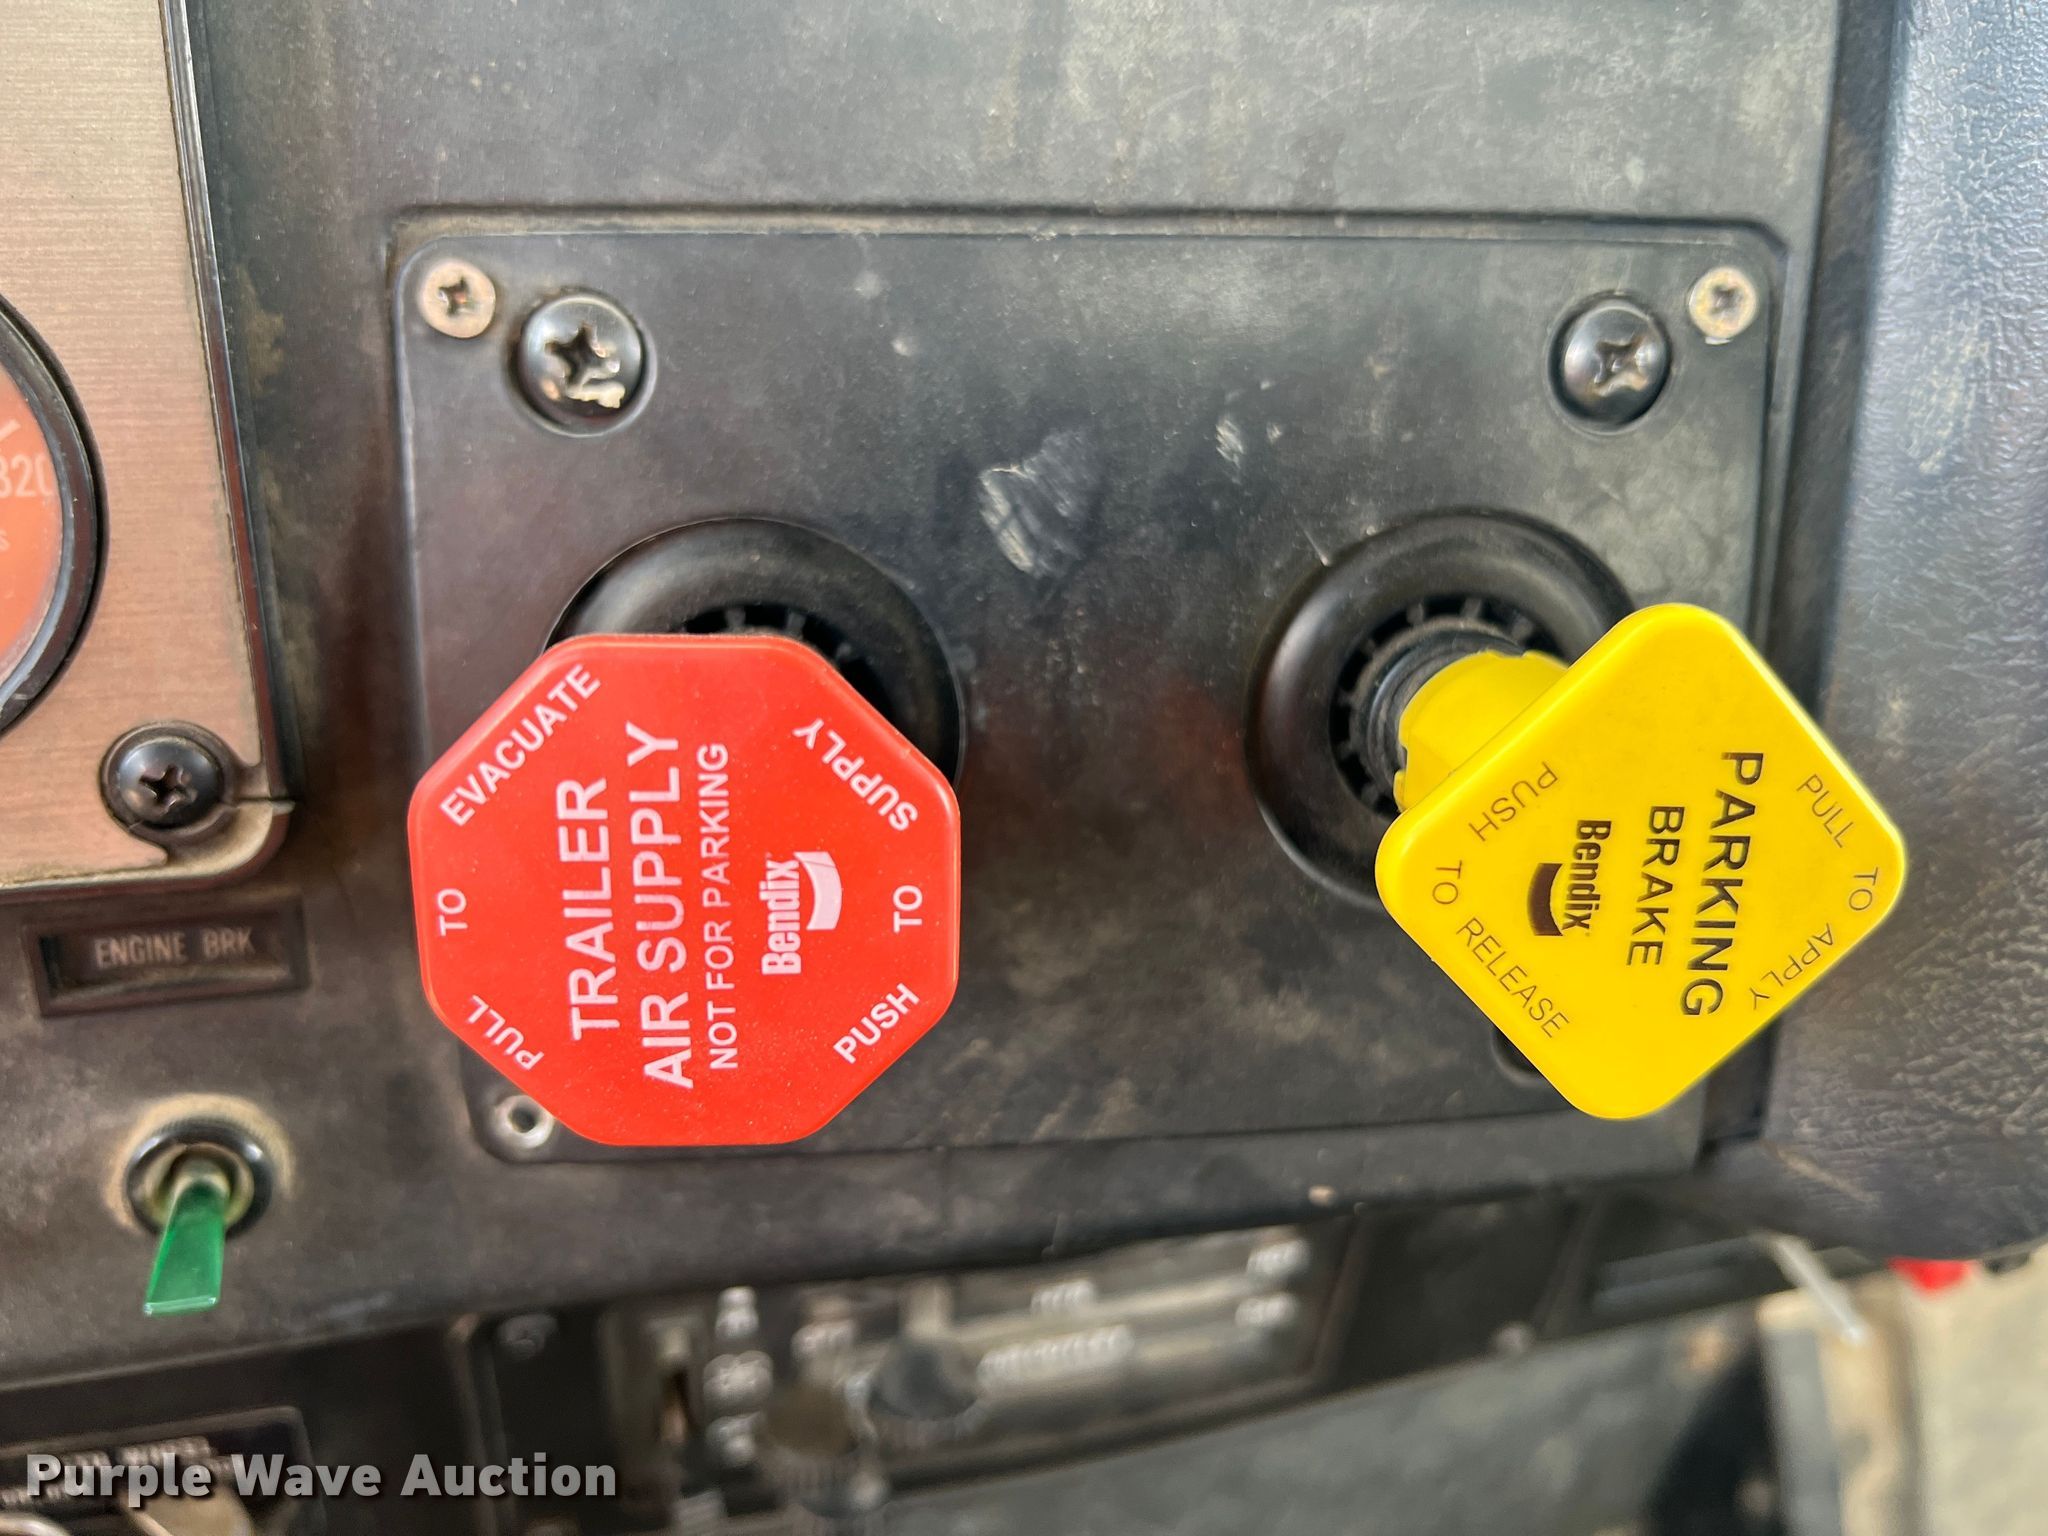 320
ENGINE BRK
EVACUATE
TO
PULL
TRAILER
AIR SUPPLY
NOT FOR PARKING
Bendix
SUPPLY
TO
PUSH
PULL TO APPLY
PARKING
BRAKE
Bendix
PUSH
TO RELEASE
Purple Wave Auction